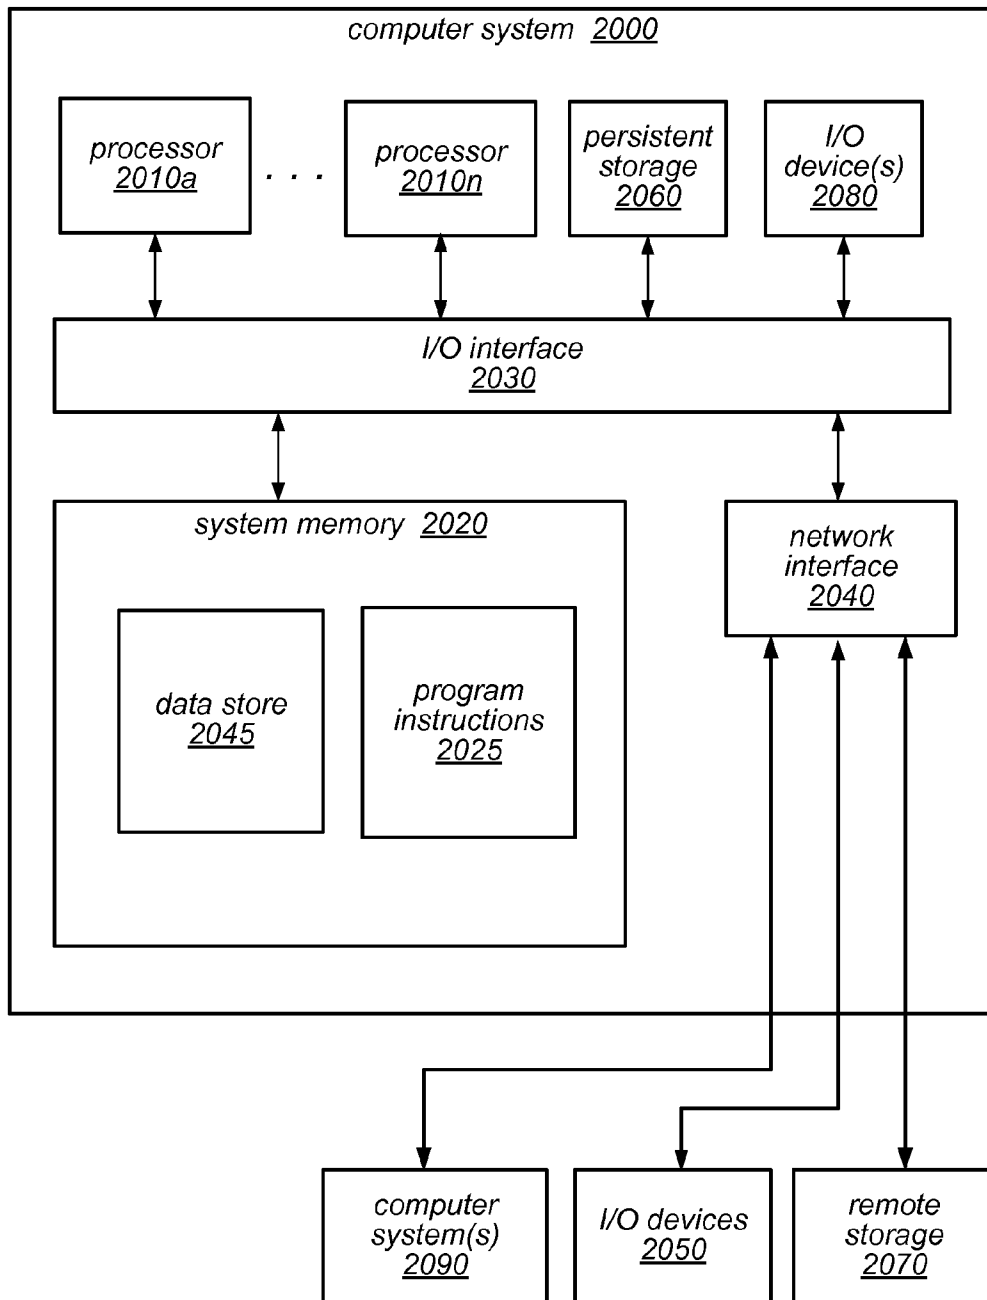 computer system 2000
processor
2010a
. . .
processor
2010n
persistent
storage
2060
I/O
device(s)
2080
I/O interface
2030
system memory 2020
data store
2045
program
instructions
2025
network
interface
2040
computer
system(s)
2090
I/O devices
2050
remote
storage
2070